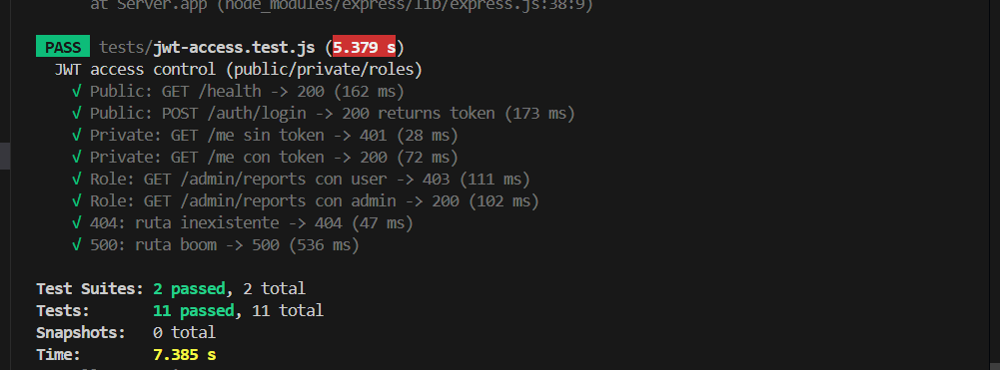 at Server.app (node_modules/express/lib/express.js:38:9)
PASS tests/jwt-access.test.js (5.379 s)
JWT access control (public/private/roles)
√ Public: GET /health -> 200 (162 ms)
√ Public: POST /auth/login -> 200 returns token (173 ms)
√ Private: GET /me sin token -> 401 (28 ms)
√ Private: GET /me con token -> 200 (72 ms)
√ Role: GET /admin/reports con user -> 403 (111 ms)
√ Role: GET /admin/reports con admin -> 200 (102 ms)
√ 404: ruta inexistente -> 404 (47 ms)
√ 500: ruta boom -> 500 (536 ms)
Test Suites: 2 passed, 2 total
Tests: 11 passed, 11 total
Snapshots: 0 total
Time: 7.385 s